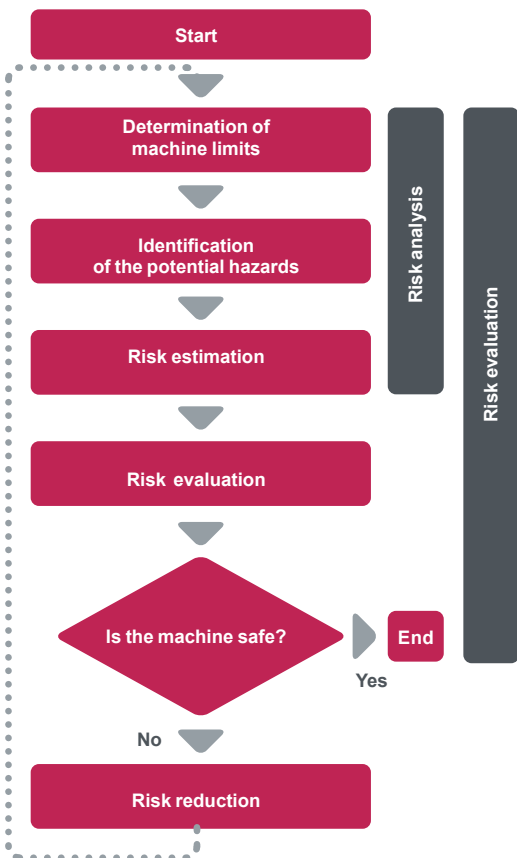 Start
Determination of
machine limits
Identification
of the potential hazards
Risk estimation
Risk evaluation
Is the machine safe?
End
Yes
No
Risk reduction
Risk analysis
Risk evaluation